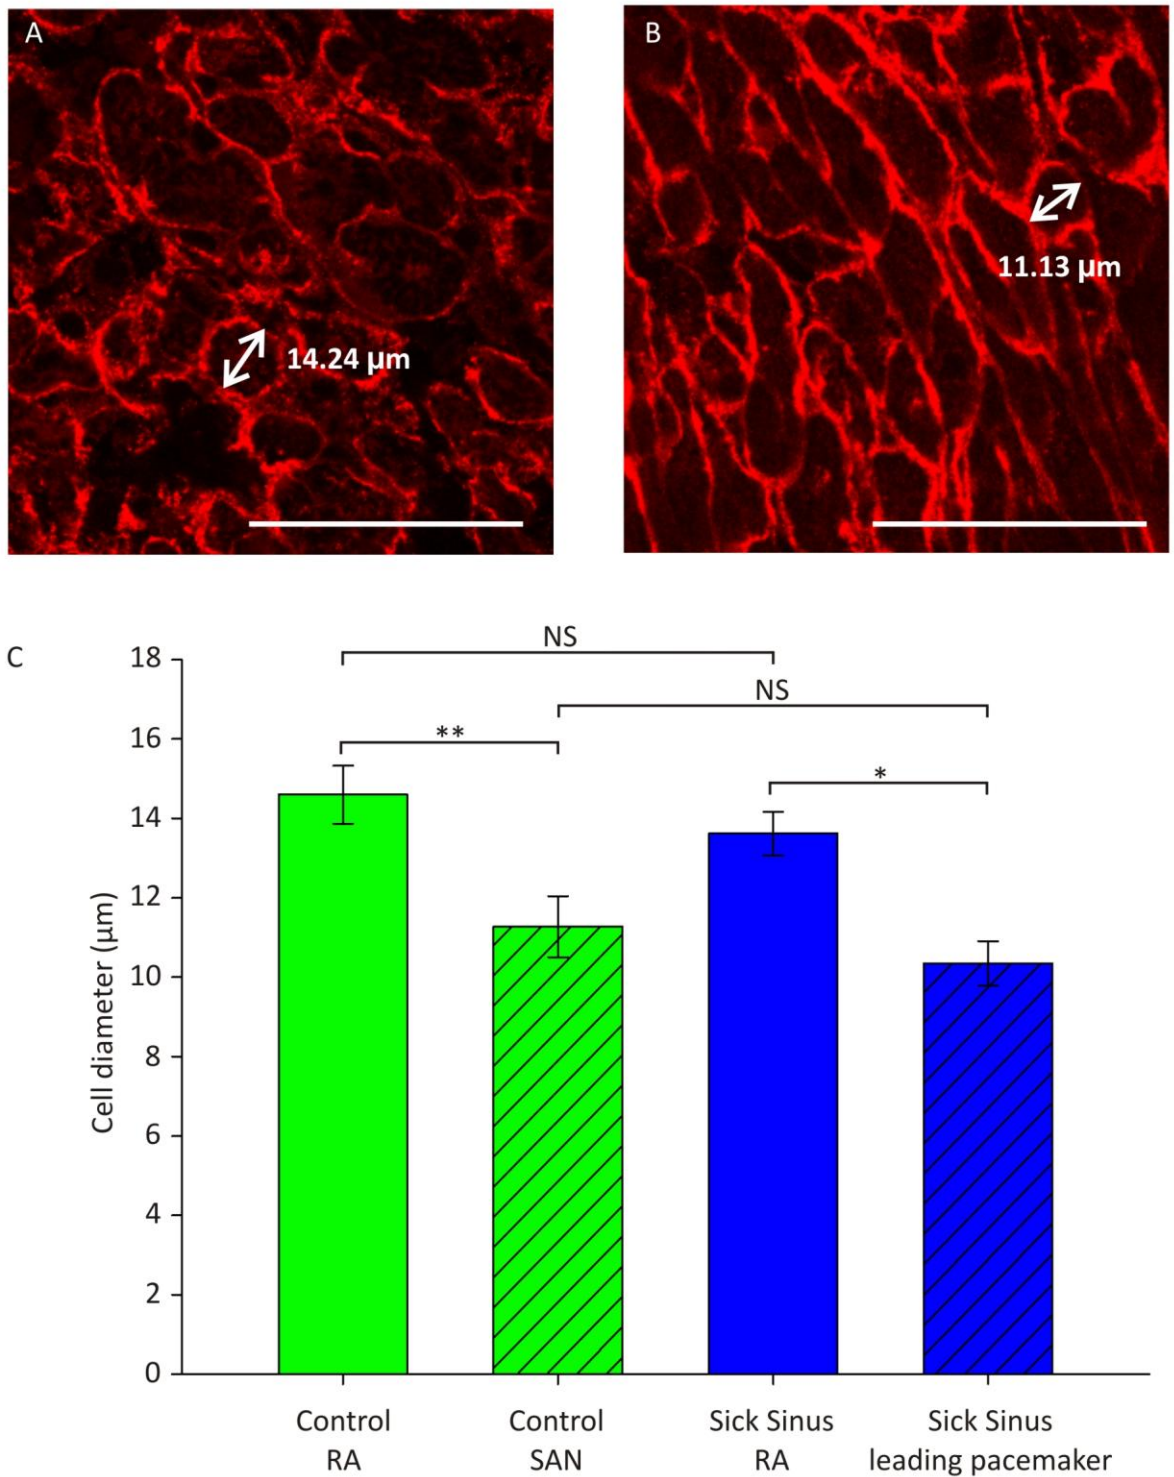 A
B
14.24 µm
11.13 µm
C
NS
NS
**
*
18
16
14
12
10
8
6
4
2
0
Cell diameter (µm)
Control
RA
Control
SAN
Sick Sinus
RA
Sick Sinus
leading pacemaker